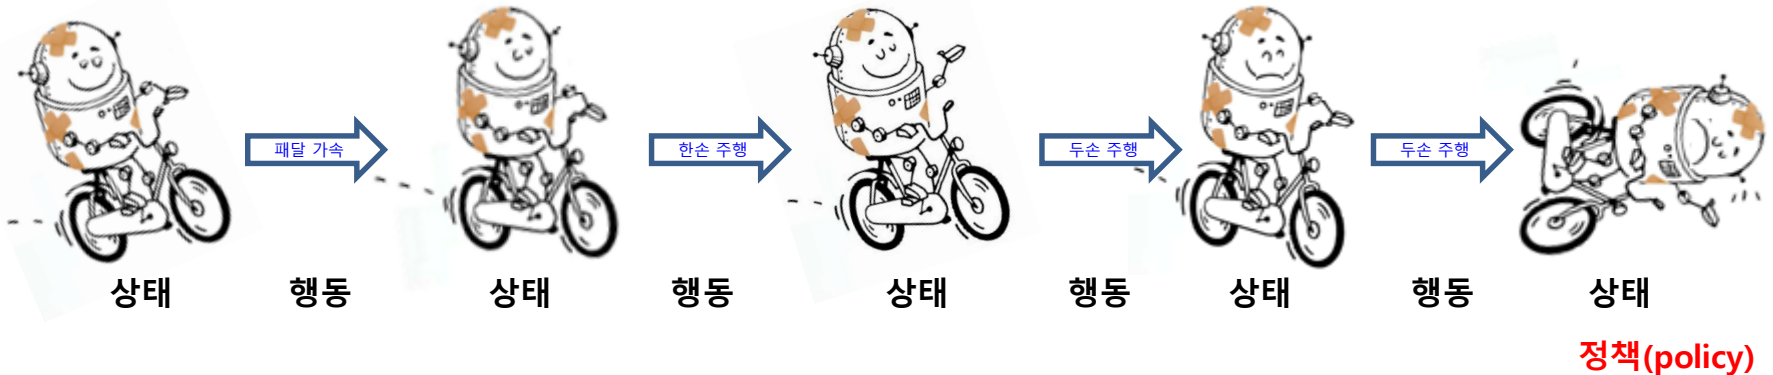 패달 가속
한손 주행
두손 주행
두손 주행
상태 행동 상태 행동 상태 행동 상태 행동 상태
정책(policy)